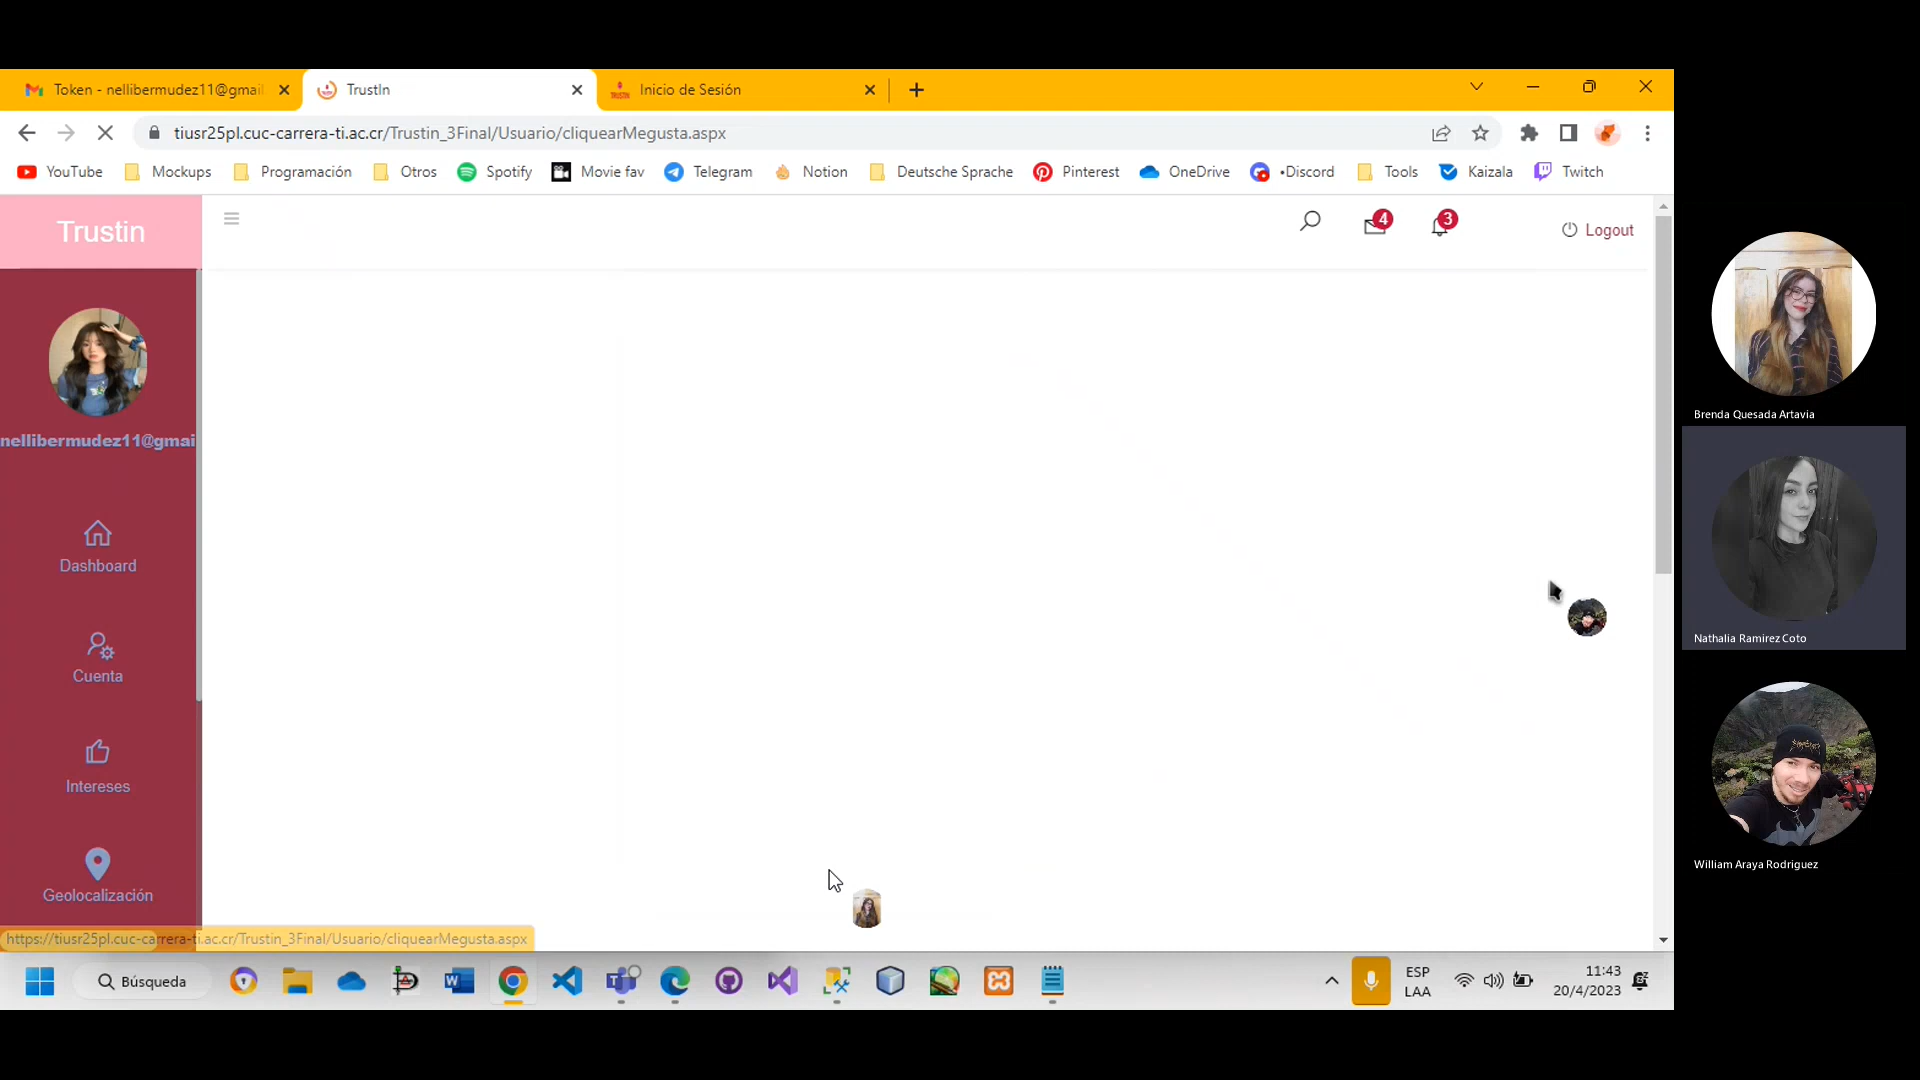 Token - nellibermudez11@gmai
TrustIn
Inicio de Sesión
tiusr25pl.cuc-carrera-ti.ac.cr/Trustin_3Final/Usuario/cliquearMegusta.aspx
YouTube
Mockups
Programación
Otros
Spotify
Movie fav
Telegram
Notion
Deutsche Sprache
Pinterest
OneDrive
•Discord
Tools
Kaizala
Twitch
Trustin
4
3
Logout
nellibermudez11@gmai
Dashboard
Cuenta
Intereses
Geolocalización
https://tiusr25pl.cuc-carrera-ti.ac.cr/Trustin_3Final/Usuario/cliquearMegusta.aspx
Búsqueda
ESP
LAA
11:43
20/4/2023
Brenda Quesada Artavia
Nathalia Ramirez Coto
William Araya Rodriguez